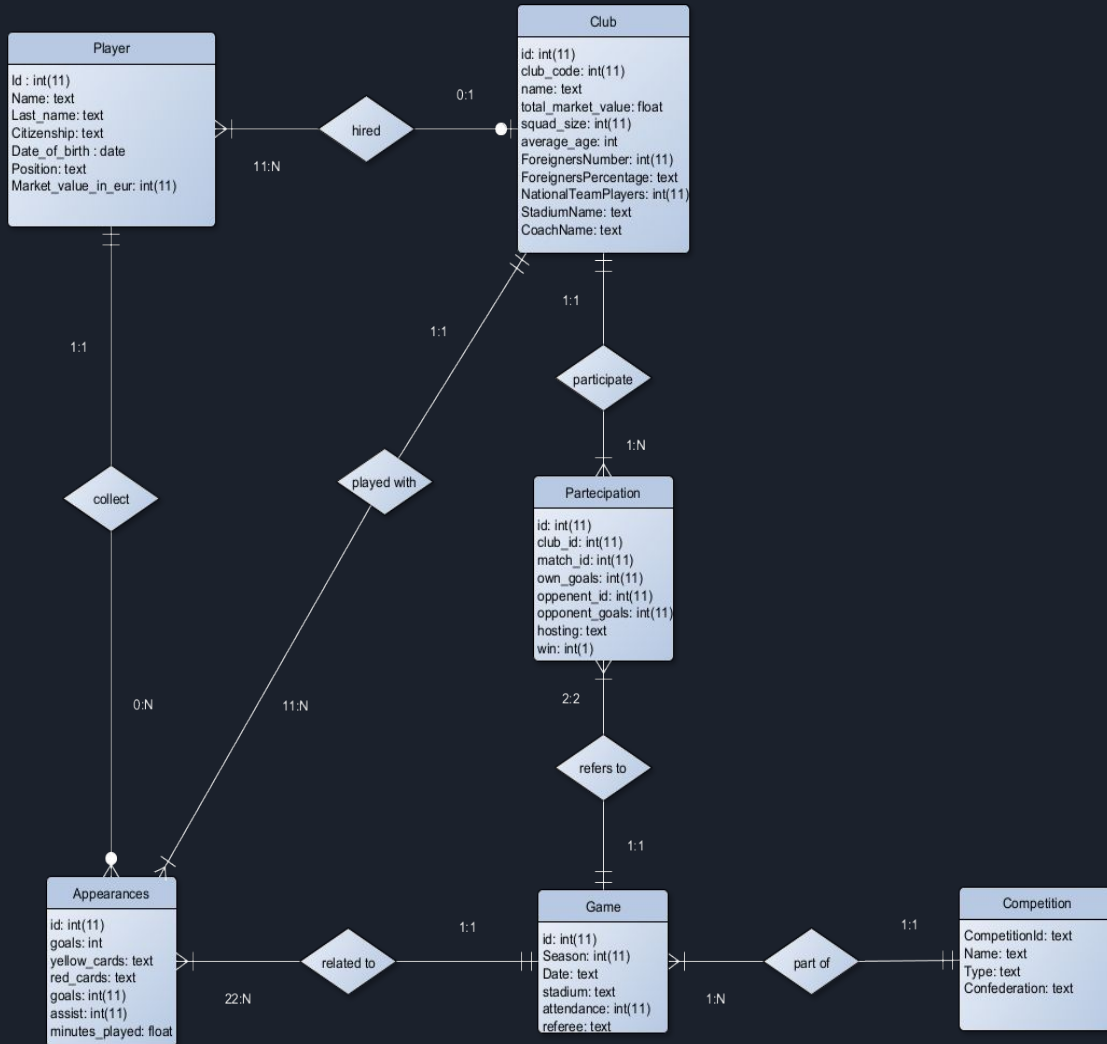 Player
Id : int(11)
Name: text
Last_name: text
Citizenship: text
Date_of_birth : date
Position: text
Market_value_in_eur: int(11)
hired
11:N
0:1
Club
id: int(11)
club_code: int(11)
name: text
total_market_value: float
squad_size: int(11)
average_age: int
ForeignersNumber: int(11)
ForeignersPercentage: text
NationalTeamPlayers: int(11)
StadiumName: text
CoachName: text
1:1
collect
0:N
1:1
played with
11:N
1:1
participate
1:N
Partecipation
id: int(11)
club_id: int(11)
match_id: int(11)
own_goals: int(11)
oppenent_id: int(11)
opponent_goals: int(11)
hosting: text
win: int(1)
2:2
refers to
1:1
Appearances
id: int(11)
goals: int
yellow_cards: text
red_cards: text
goals: int(11)
assist: int(11)
minutes_played: float
22:N
related to
1:1
Game
id: int(11)
Season: int(11)
Date: text
stadium: text
attendance: int(11)
referee: text
1:N
part of
1:1
Competition
CompetitionId: text
Name: text
Type: text
Confederation: text